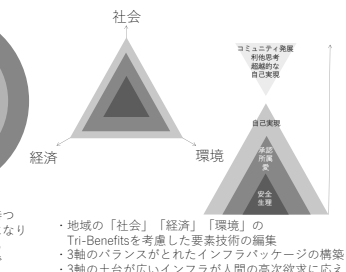 社会
経済
環境
コミュニティ発展
利他思考
超越的な
自己実現
自己実現
承認
所属
愛
安全
生理
つ
なり
・地域の「社会」「経済」「環境」の
Tri-Benefitsを考慮した要素技術の編集
・3軸のバランスがとれたインフラパッケージの構築
・3軸の土台が広いインフラが人間の高次欲求に応え